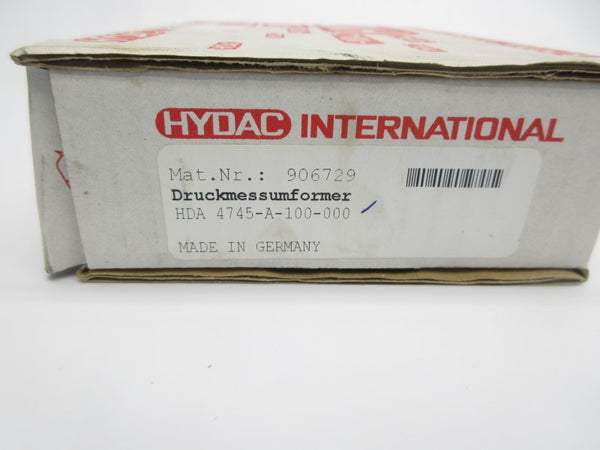 HYDAC INTERNATIONAL
Mat.Nr.: 906729
Druckmessumformer
HDA 4745-A-100-000
MADE IN GERMANY